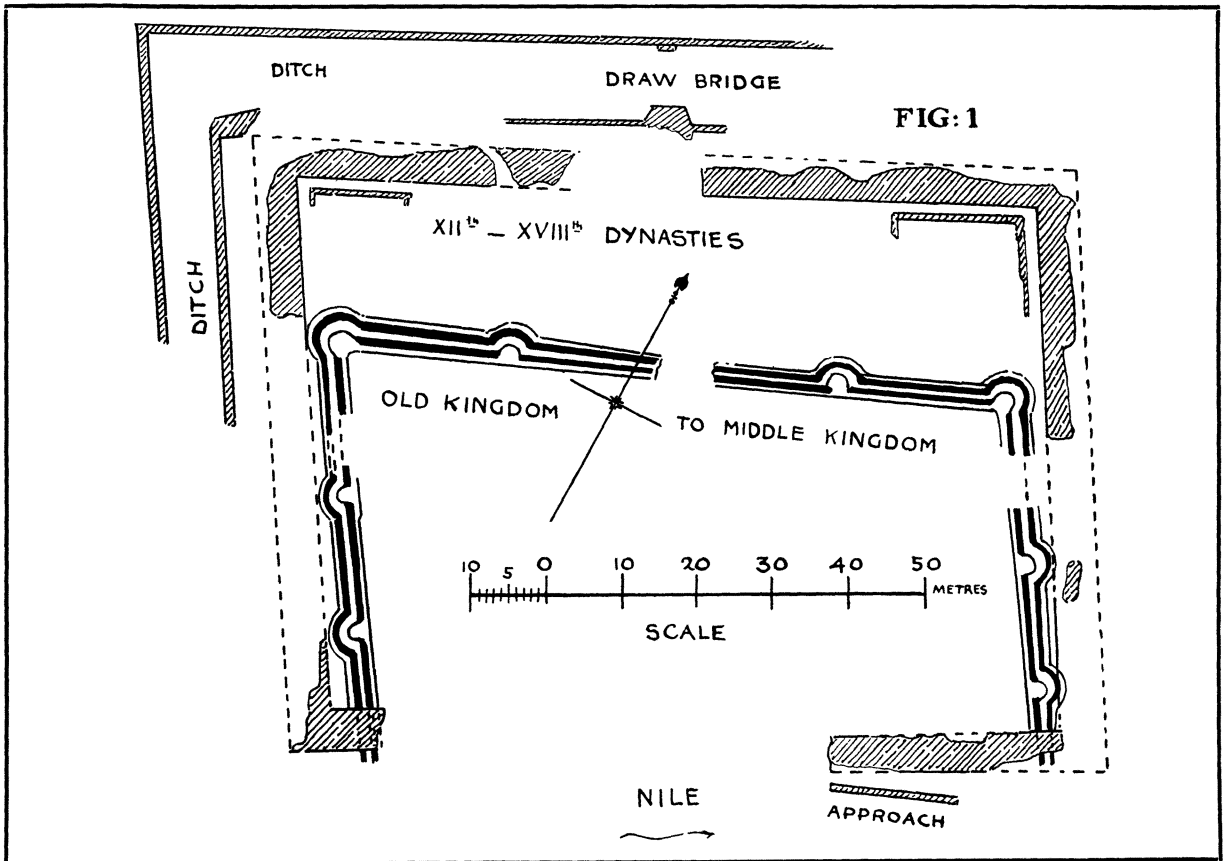 DITCH
DRAW BRIDGE
FIG: 1
XIIth – XVIIIth DYNASTIES
DITCH
OLD KINGDOM
TO MIDDLE KINGDOM
10 5 0 10 20 30 40 50 METRES
SCALE
NILE
APPROACH